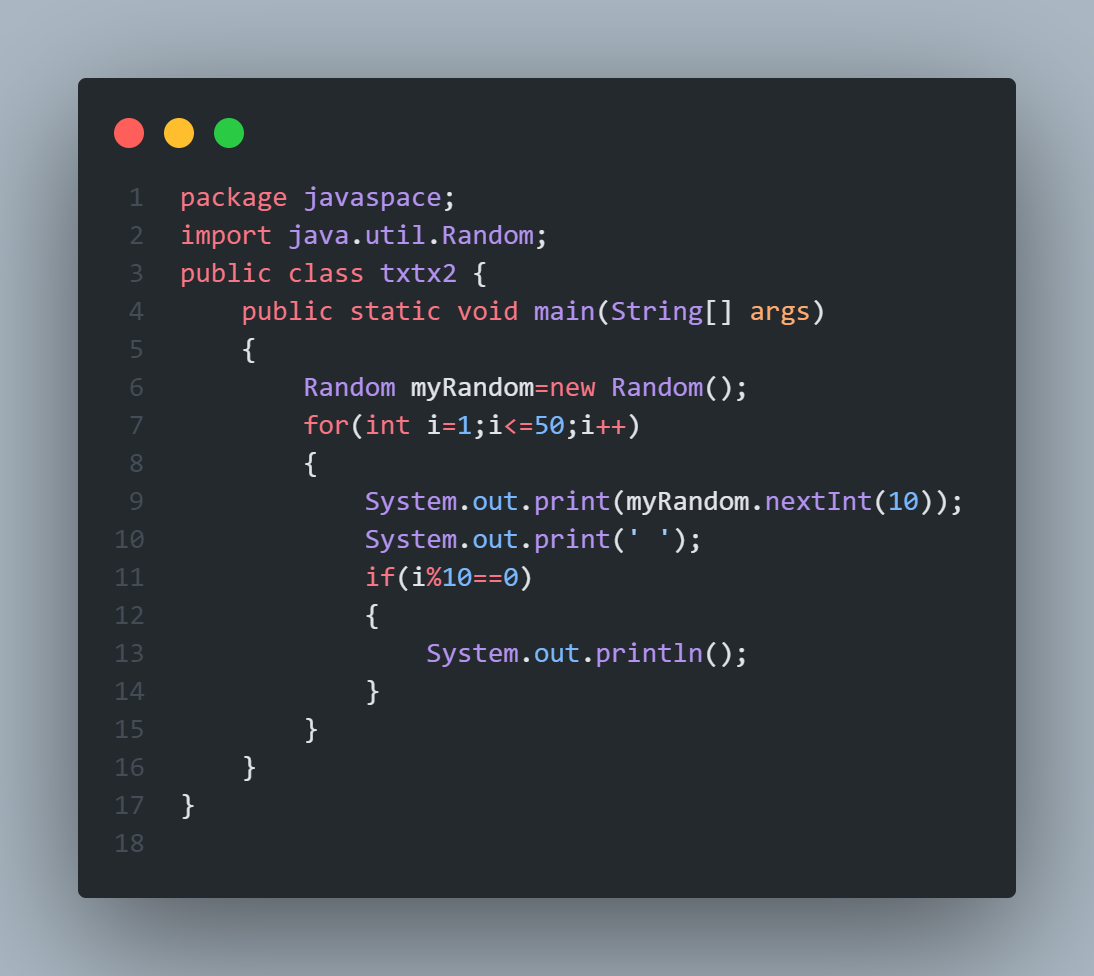 1 package javaspace;
2 import java.util.Random;
3 public class txtx2 {
4     public static void main(String[] args)
5     {
6         Random myRandom=new Random();
7         for(int i=1;i<=50;i++)
8         {
9             System.out.print(myRandom.nextInt(10));
10             System.out.print(' ');
11             if(i%10==0)
12             {
13                 System.out.println();
14             }
15         }
16     }
17 }
18